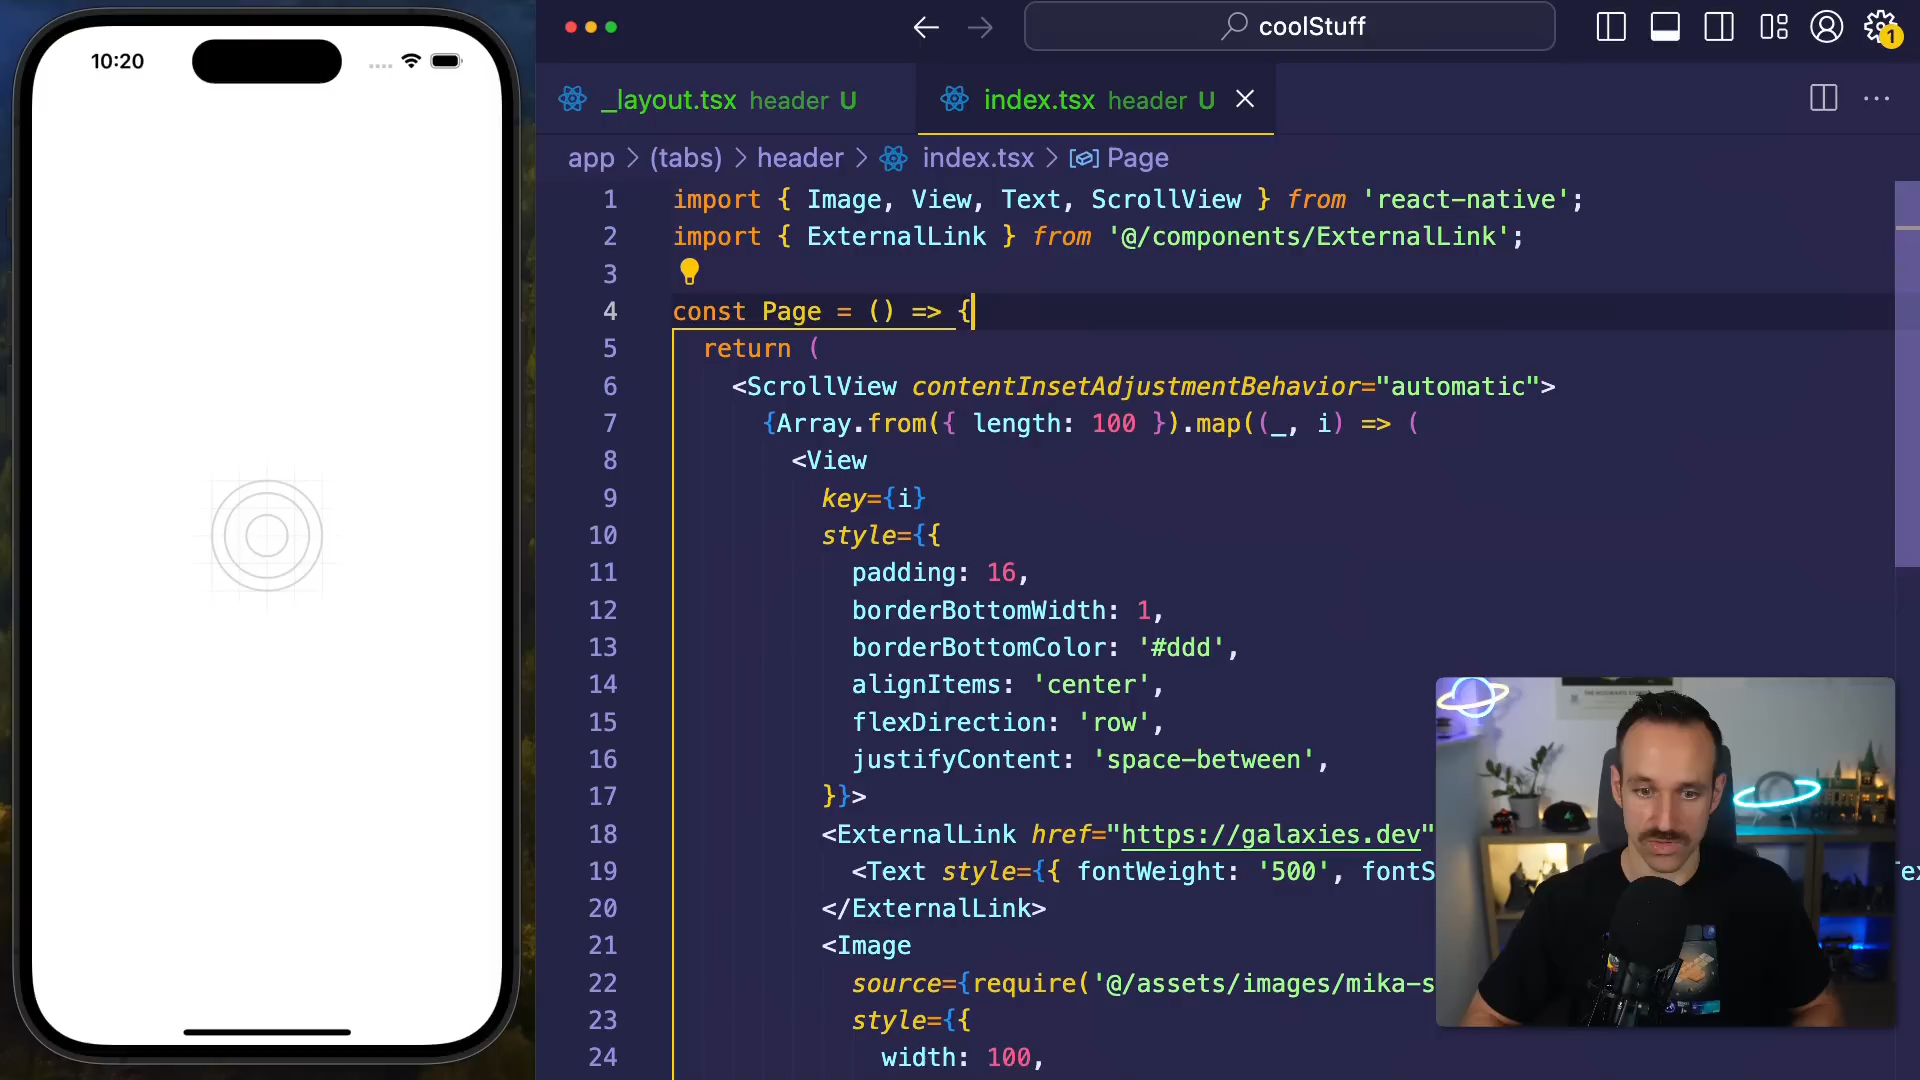 10:20
coolStuff
1
_layout.tsx header U
index.tsx header U
app > (tabs) > header > index.tsx > Page
1 import { Image, View, Text, ScrollView } from 'react-native';
2 import { ExternalLink } from '@/components/ExternalLink';
3
4 const Page = () => {
5 return (
6 <ScrollView contentInsetAdjustmentBehavior="automatic">
7 {Array.from({ length: 100 }).map((_, i) => (
8 <View
9 key={i}
10 style={{
11 padding: 16,
12 borderBottomWidth: 1,
13 borderBottomColor: '#ddd',
14 alignItems: 'center',
15 flexDirection: 'row',
16 justifyContent: 'space-between',
17 }}>
18 <ExternalLink href="https://galaxies.dev"
19 <Text style={{ fontWeight: '500', fontS
20 </ExternalLink>
21 <Image
22 source={require('@/assets/images/mika-s
23 style={{
24 width: 100,